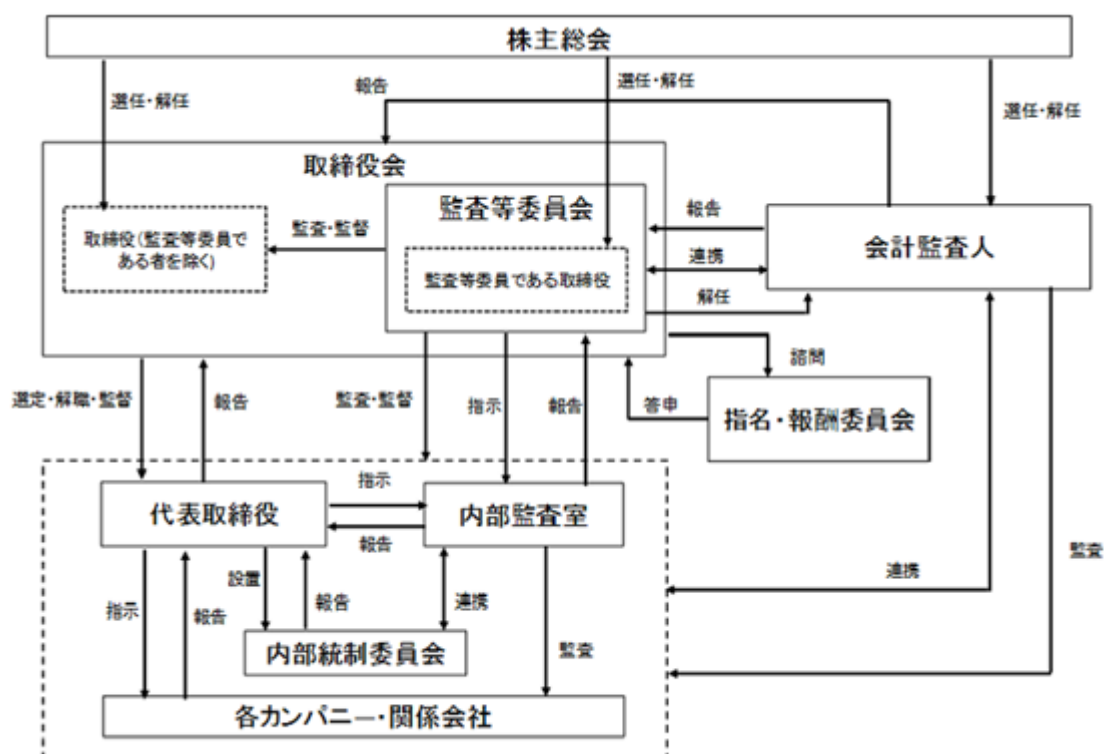 株主総会
選任・解任
報告
選任・解任
選任・解任
取締役会
監査等委員会
取締役(監査等委員で
ある者を除く)
監査・監督
監査等委員である取締役
報告
連携
解任
会計監査人
諮問
答申
指名・報酬委員会
選定・解職・監督
報告
監査・監督
指示
報告
代表取締役
指示
報告
内部監査室
設置
報告
連携
指示
報告
内部統制委員会
監査
連携
監査
各カンパニー・関係会社